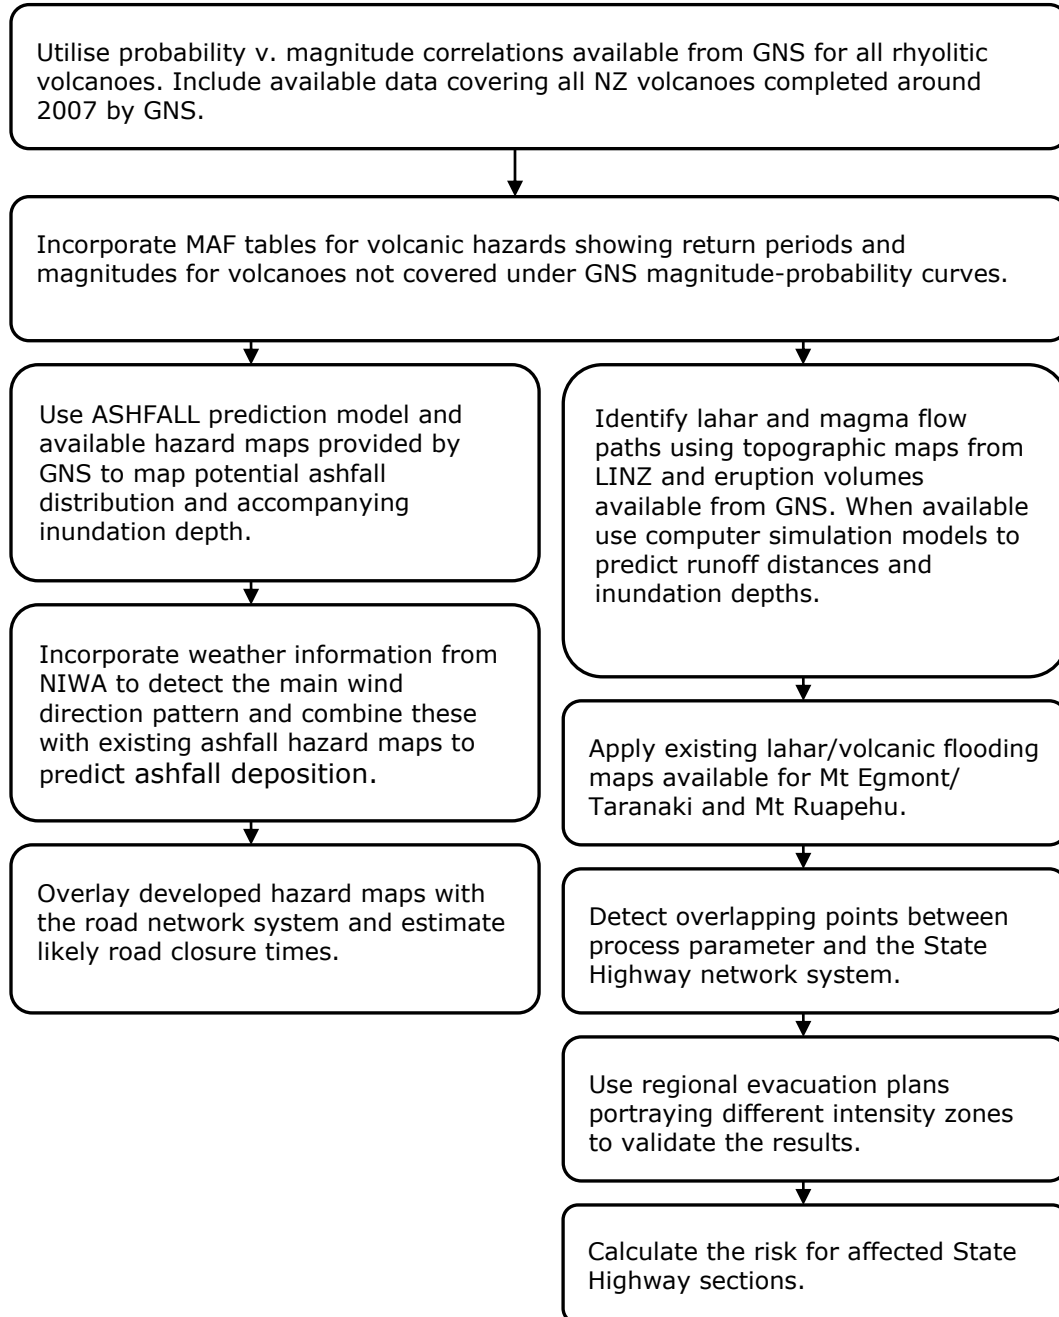 Utilise probability v. magnitude correlations available from GNS for all rhyolitic
volcanoes. Include available data covering all NZ volcanoes completed around
2007 by GNS.
Incorporate MAF tables for volcanic hazards showing return periods and
magnitudes for volcanoes not covered under GNS magnitude-probability curves.
Use ASHFALL prediction model and
available hazard maps provided by
GNS to map potential ashfall
distribution and accompanying
inundation depth.
Incorporate weather information from
NIWA to detect the main wind
direction pattern and combine these
with existing ashfall hazard maps to
predict ashfall deposition.
Overlay developed hazard maps with
the road network system and estimate
likely road closure times.
Identify lahar and magma flow
paths using topographic maps from
LINZ and eruption volumes
available from GNS. When available
use computer simulation models to
predict runoff distances and
inundation depths.
Apply existing lahar/volcanic flooding
maps available for Mt Egmont/
Taranaki and Mt Ruapehu.
Detect overlapping points between
process parameter and the State
Highway network system.
Use regional evacuation plans
portraying different intensity zones
to validate the results.
Calculate the risk for affected State
Highway sections.